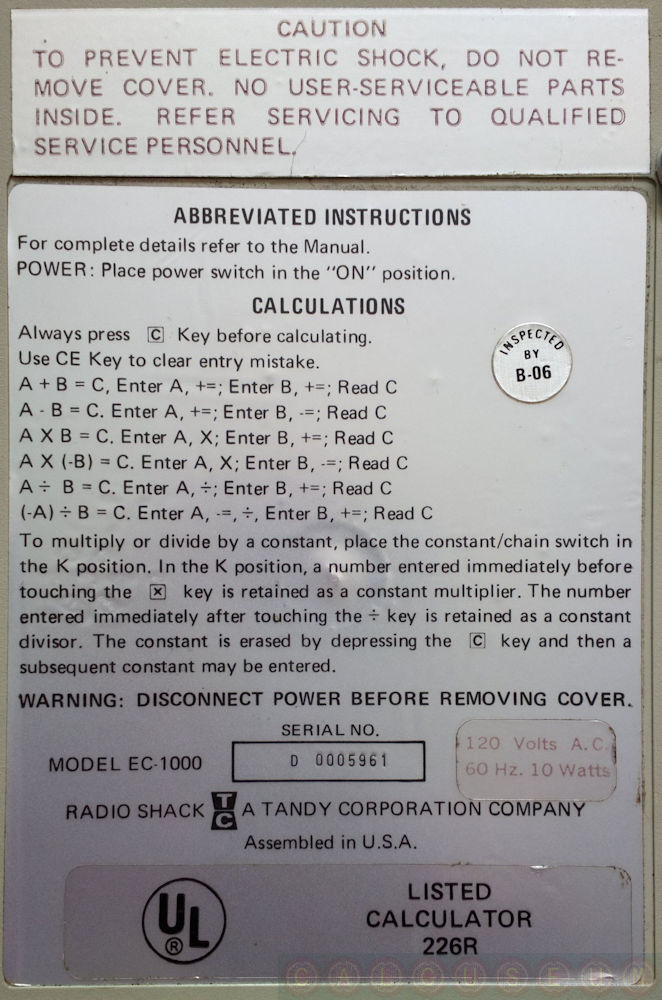 CAUTION
TO PREVENT ELECTRIC SHOCK, DO NOT RE-
MOVE COVER. NO USER-SERVICEABLE PARTS
INSIDE. REFER SERVICING TO QUALIFIED
SERVICE PERSONNEL.
ABBREVIATED INSTRUCTIONS
For complete details refer to the Manual.
POWER: Place power switch in the "ON" position.
CALCULATIONS
Always press C Key before calculating.
Use CE Key to clear entry mistake.
INSPECTED
BY
B-06
A + B = C, Enter A, +=; Enter B, +=; Read C
A - B = C. Enter A, +=; Enter B, -=; Read C
A X B = C. Enter A, X; Enter B, +=; Read C
A X (-B) = C. Enter A, X; Enter B, -=; Read C
A ÷ B = C. Enter A, ÷; Enter B, +=; Read C
(-A) ÷ B = C. Enter A, -=, ÷, Enter B, +=; Read C
To multiply or divide by a constant, place the constant/chain switch in
the K position. In the K position, a number entered immediately before
touching the X key is retained as a constant multiplier. The number
entered immediately after touching the ÷ key is retained as a constant
divisor. The constant is erased by depressing the C key and then a
subsequent constant may be entered.
WARNING: DISCONNECT POWER BEFORE REMOVING COVER.
SERIAL NO.
MODEL EC-1000 D 0005961
120 Volts A.C.
60 Hz. 10 Watts
RADIO SHACK TC A TANDY CORPORATION COMPANY
Assembled in U.S.A.
UL ®
LISTED
CALCULATOR
226R
CALCUSEUM